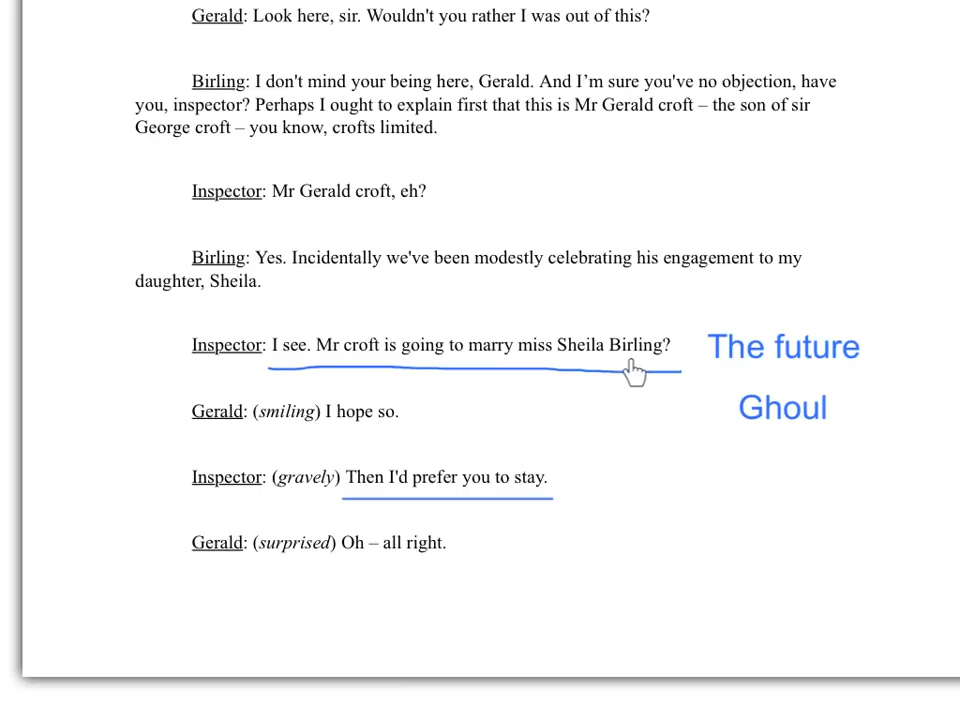 Gerald: Look here, sir. Wouldn't you rather I was out of this?
Birling: I don't mind your being here, Gerald. And I’m sure you've no objection, have
you, inspector? Perhaps I ought to explain first that this is Mr Gerald croft – the son of sir
George croft – you know, crofts limited.
Inspector: Mr Gerald croft, eh?
Birling: Yes. Incidentally we've been modestly celebrating his engagement to my
daughter, Sheila.
Inspector: I see. Mr croft is going to marry miss Sheila Birling?
The future
Ghoul
Gerald: (smiling) I hope so.
Inspector: (gravely) Then I'd prefer you to stay.
Gerald: (surprised) Oh – all right.